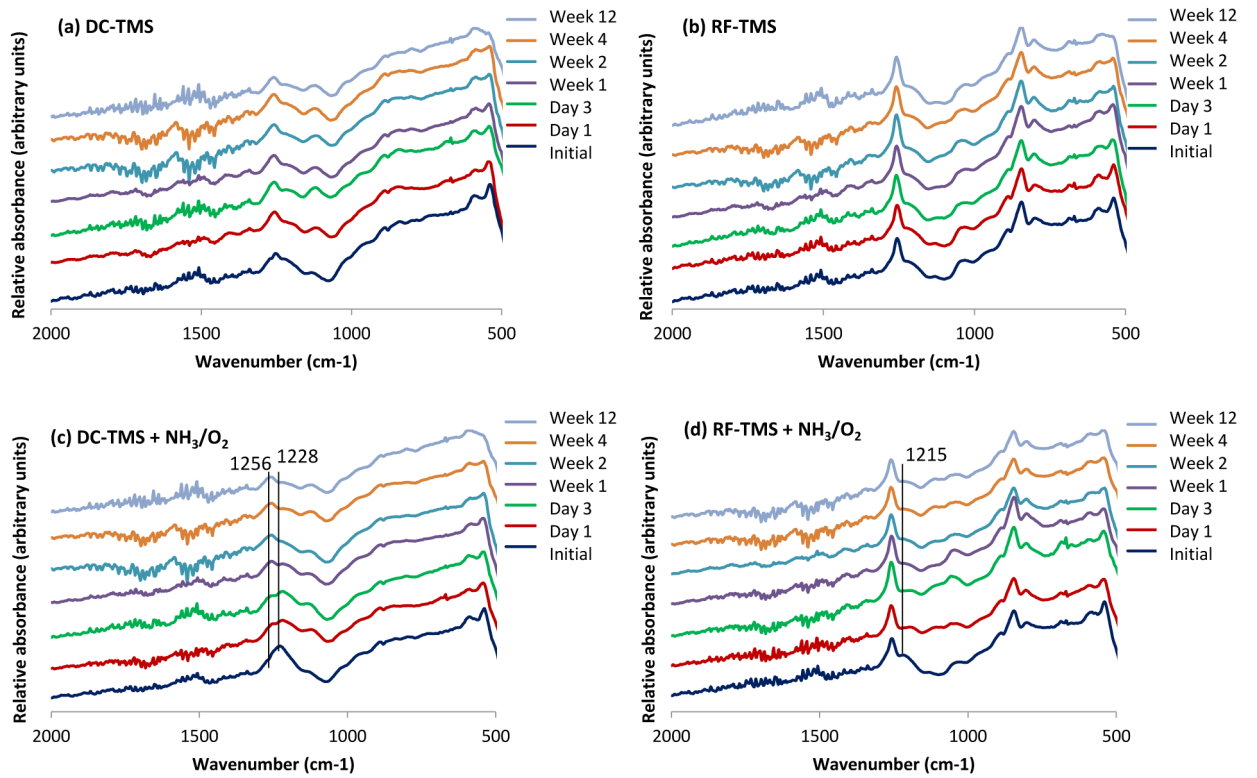 (a) DC-TMS
Relative absorbance (arbitrary units)
Week 12
Week 4
Week 2
Week 1
Day 3
Day 1
Initial
2000 1500 1000 500
Wavenumber (cm-1)
(b) RF-TMS
Relative absorbance (arbitrary units)
Week 12
Week 4
Week 2
Week 1
Day 3
Day 1
Initial
2000 1500 1000 500
Wavenumber (cm-1)
(c) DC-TMS + NH₃/O₂
1256 1228
Relative absorbance (arbitrary units)
Week 12
Week 4
Week 2
Week 1
Day 3
Day 1
Initial
2000 1500 1000 500
Wavenumber (cm-1)
(d) RF-TMS + NH₃/O₂
1215
Relative absorbance (arbitrary units)
Week 12
Week 4
Week 2
Week 1
Day 3
Day 1
Initial
2000 1500 1000 500
Wavenumber (cm-1)